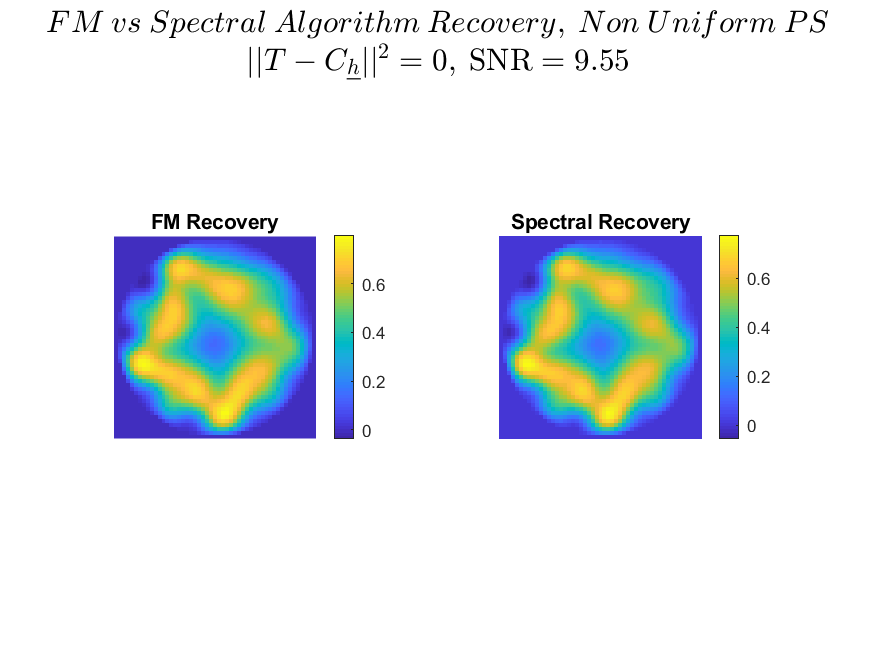 FM vs Spectral Algorithm Recovery, Non Uniform PS
||T − C_h||² = 0, SNR = 9.55
FM Recovery
0.6
0.4
0.2
0
Spectral Recovery
0.6
0.4
0.2
0